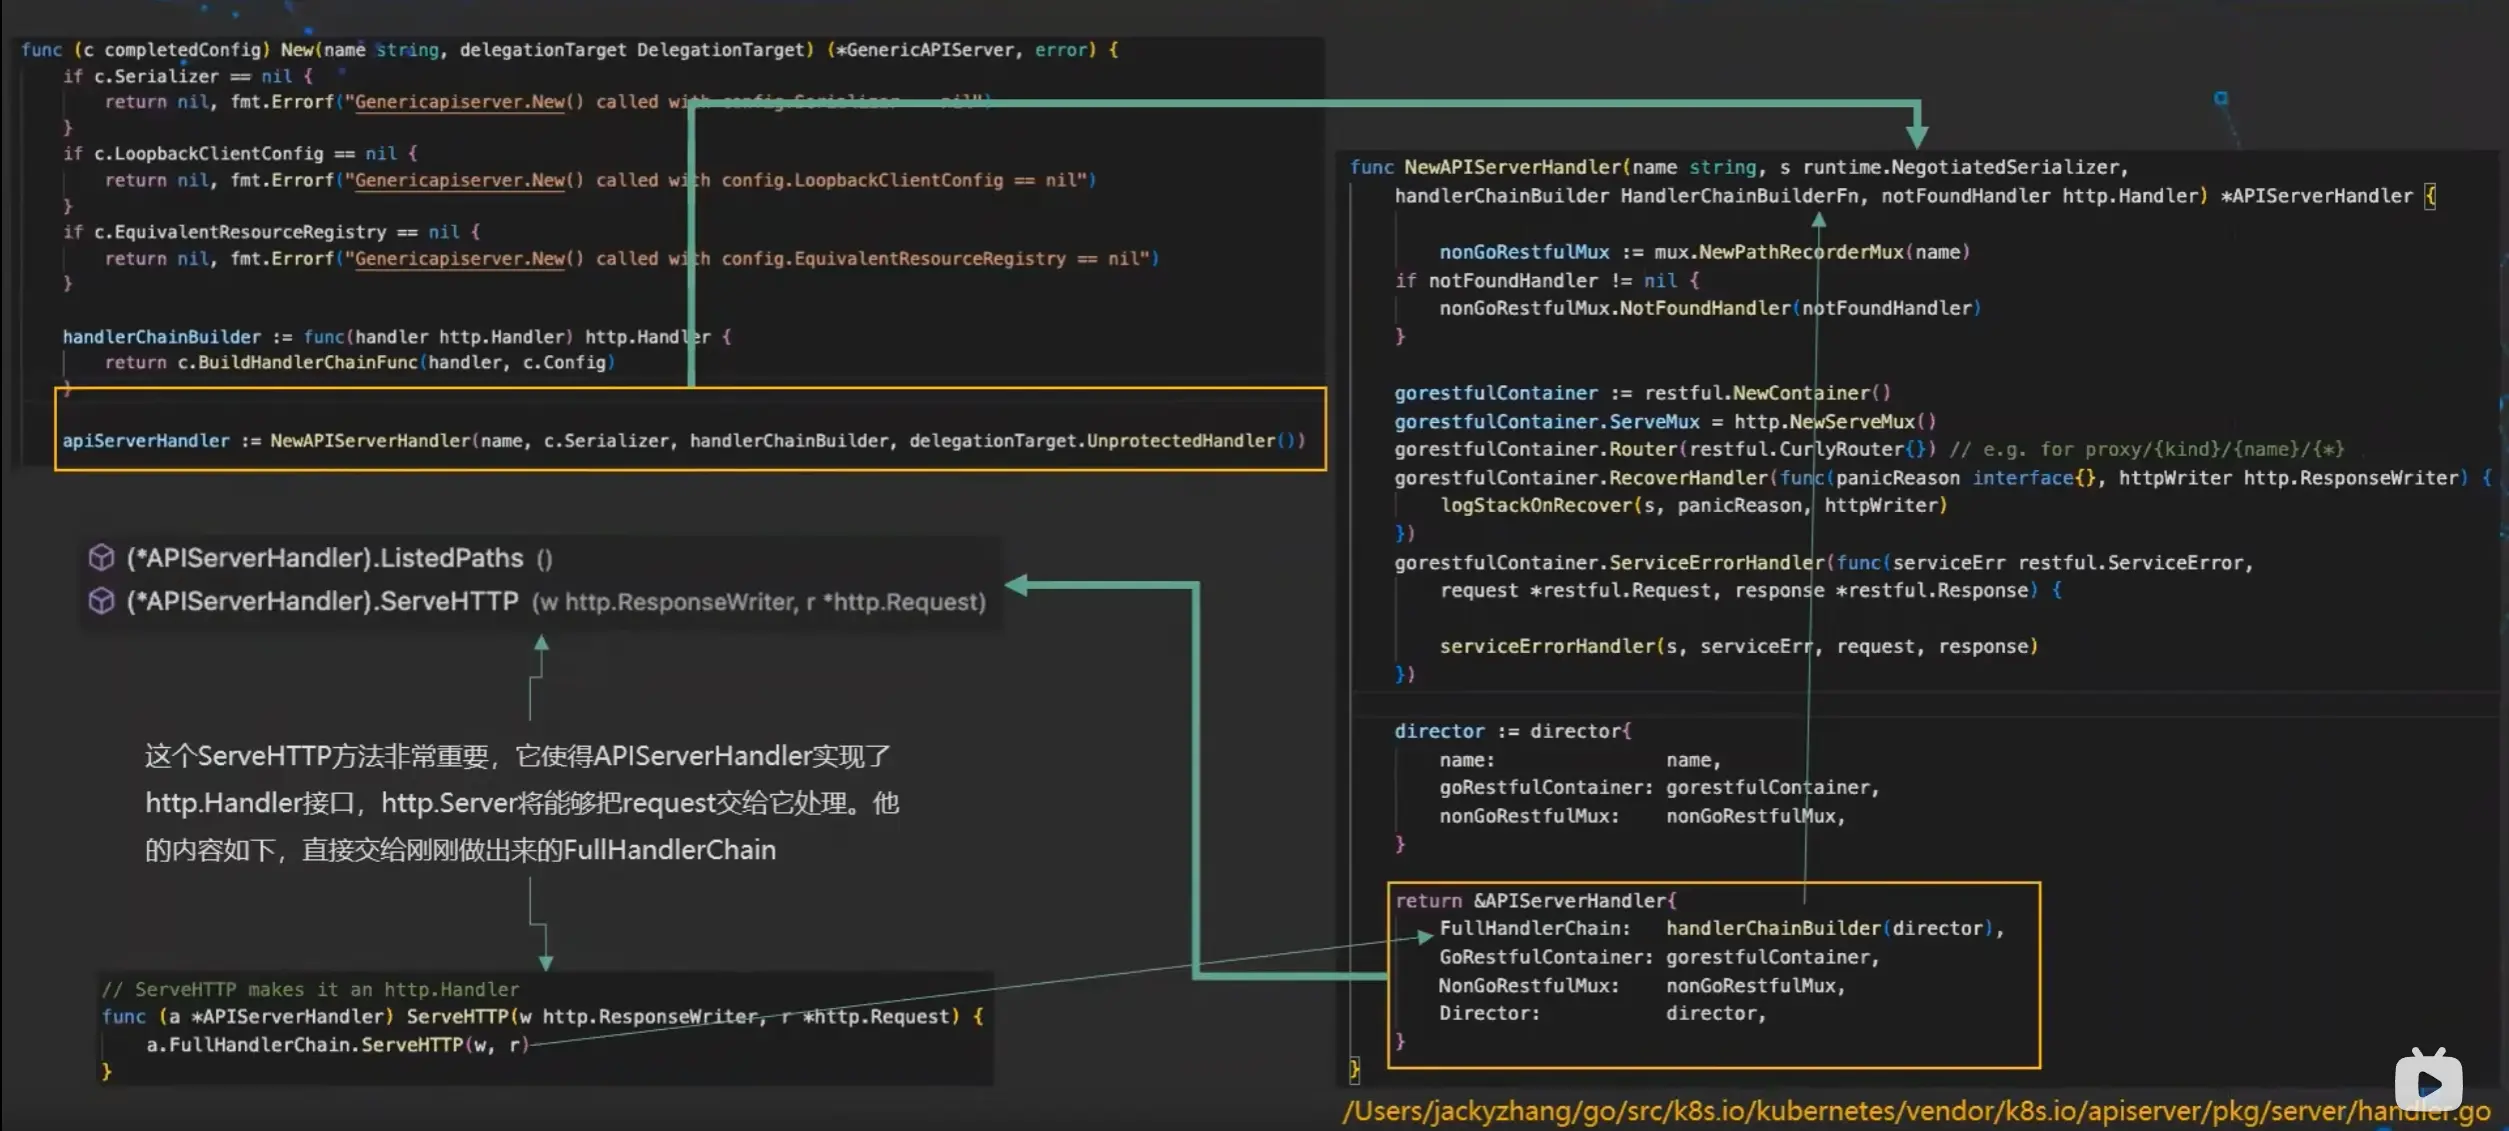 func (c completedConfig) New(name string, delegationTarget DelegationTarget) (*GenericAPIServer, error) {
if c.Serializer == nil {
return nil, fmt.Errorf("Genericapiserver.New() called with config.Serializer == nil")
}
if c.LoopbackClientConfig == nil {
return nil, fmt.Errorf("Genericapiserver.New() called with config.LoopbackClientConfig == nil")
}
if c.EquivalentResourceRegistry == nil {
return nil, fmt.Errorf("Genericapiserver.New() called with config.EquivalentResourceRegistry == nil")
}
handlerChainBuilder := func(handler http.Handler) http.Handler {
return c.BuildHandlerChainFunc(handler, c.Config)
}
apiServerHandler := NewAPIServerHandler(name, c.Serializer, handlerChainBuilder, delegationTarget.UnprotectedHandler())
(*APIServerHandler).ListedPaths ()
(*APIServerHandler).ServeHTTP (w http.ResponseWriter, r *http.Request)
这个ServeHTTP方法非常重要，它使得APIServerHandler实现了
http.Handler接口，http.Server将能够把request交给它处理。他
的内容如下，直接交给刚刚做出来的FullHandlerChain
// ServeHTTP makes it an http.Handler
func (a *APIServerHandler) ServeHTTP(w http.ResponseWriter, r *http.Request) {
a.FullHandlerChain.ServeHTTP(w, r)
}
func NewAPIServerHandler(name string, s runtime.NegotiatedSerializer,
handlerChainBuilder HandlerChainBuilderFn, notFoundHandler http.Handler) *APIServerHandler {
nonGoRestfulMux := mux.NewPathRecorderMux(name)
if notFoundHandler != nil {
nonGoRestfulMux.NotFoundHandler(notFoundHandler)
}
gorestfulContainer := restful.NewContainer()
gorestfulContainer.ServeMux = http.NewServeMux()
gorestfulContainer.Router(restful.CurlyRouter{}) // e.g. for proxy/{kind}/{name}/{*}
gorestfulContainer.RecoverHandler(func(panicReason interface{}, httpWriter http.ResponseWriter) {
logStackOnRecover(s, panicReason, httpWriter)
})
gorestfulContainer.ServiceErrorHandler(func(serviceErr restful.ServiceError,
request *restful.Request, response *restful.Response) {
serviceErrorHandler(s, serviceErr, request, response)
})
director := director{
name: name,
goRestfulContainer: gorestfulContainer,
nonGoRestfulMux: nonGoRestfulMux,
}
return &APIServerHandler{
FullHandlerChain: handlerChainBuilder(director),
GoRestfulContainer: gorestfulContainer,
NonGoRestfulMux: nonGoRestfulMux,
Director: director,
}
}
/Users/jackyzhang/go/src/k8s.io/kubernetes/vendor/k8s.io/apiserver/pkg/server/handler.go